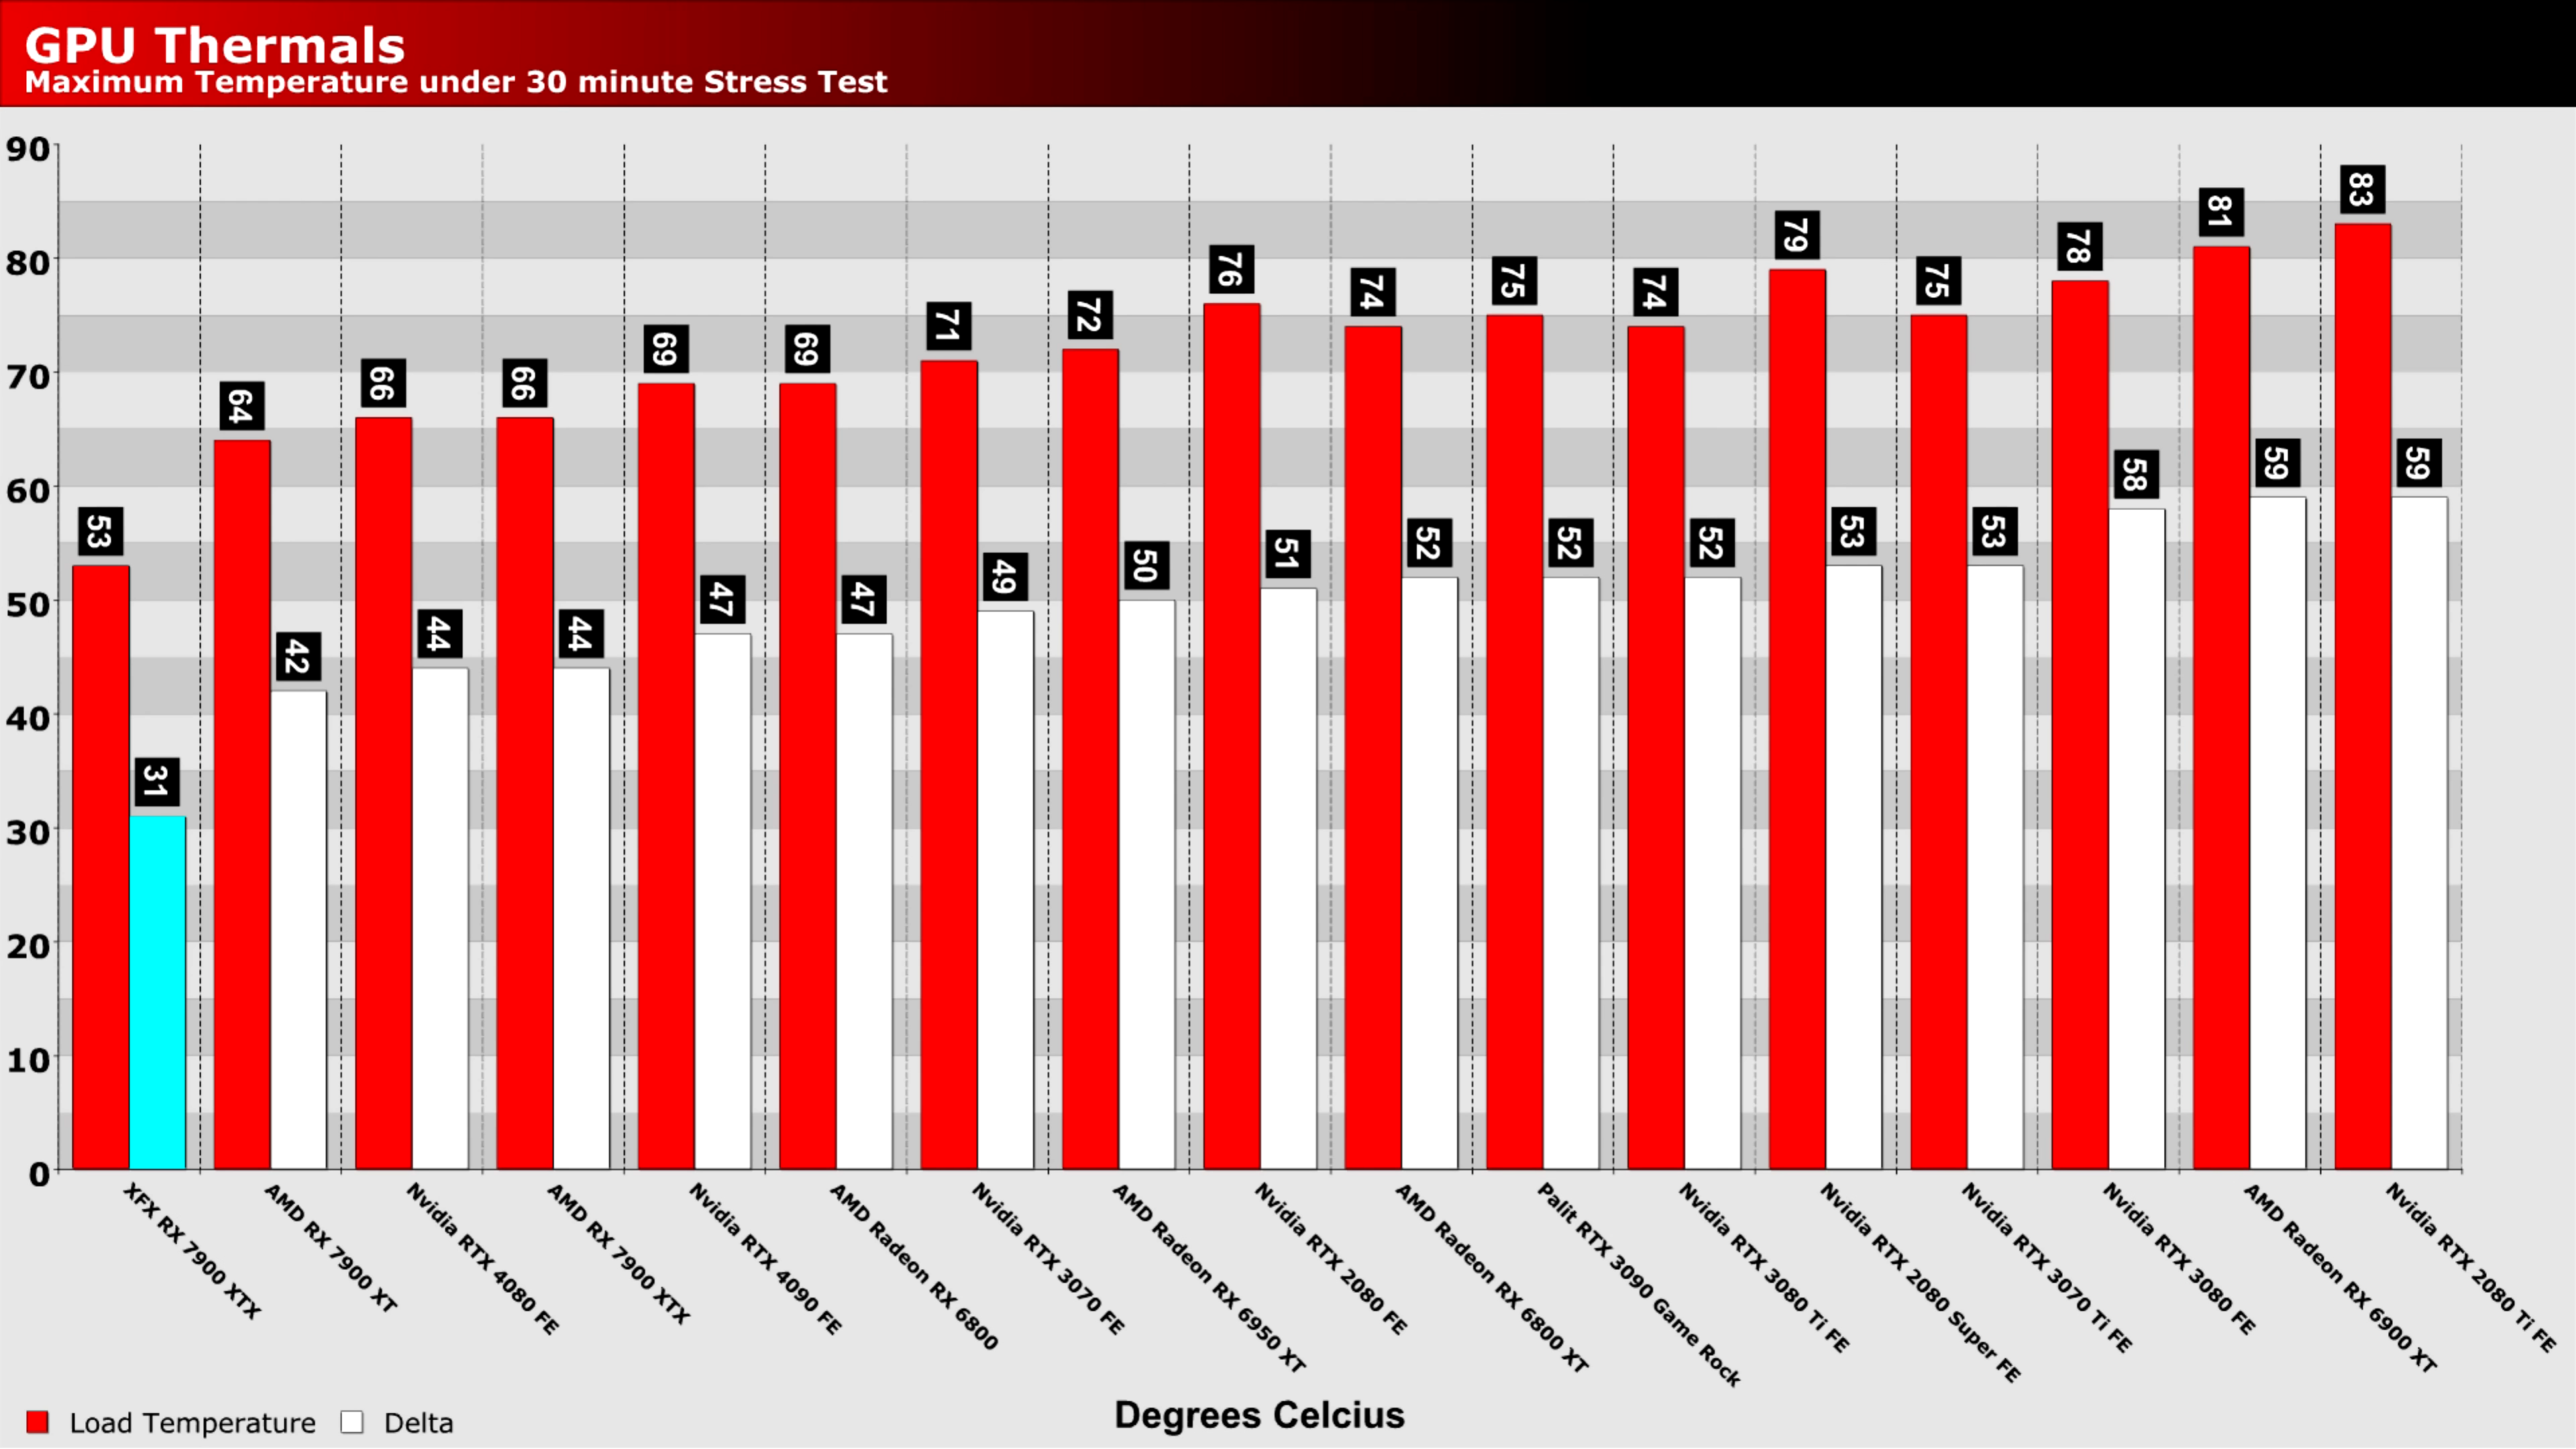 GPU Thermals
Maximum Temperature under 30 minute Stress Test
90
80
70
60
50
40
30
20
10
0
53
31
64
42
66
44
66
44
69
47
69
47
71
49
72
50
76
51
74
52
75
52
74
52
79
53
75
53
78
58
81
59
83
59
XFX RX 7900 XTX
AMD RX 7900 XT
Nvidia RTX 4080 FE
AMD RX 7900 XTX
Nvidia RTX 4090 FE
AMD Radeon RX 6800
Nvidia RTX 3070 FE
AMD Radeon RX 6950 XT
Nvidia RTX 2080 FE
AMD Radeon RX 6800 XT
Palit RTX 3090 Game Rock
Nvidia RTX 3080 Ti FE
Nvidia RTX 2080 Super FE
Nvidia RTX 3070 Ti FE
Nvidia RTX 3080 FE
AMD Radeon RX 6900 XT
Nvidia RTX 2080 Ti FE
Degrees Celcius
Load Temperature
Delta